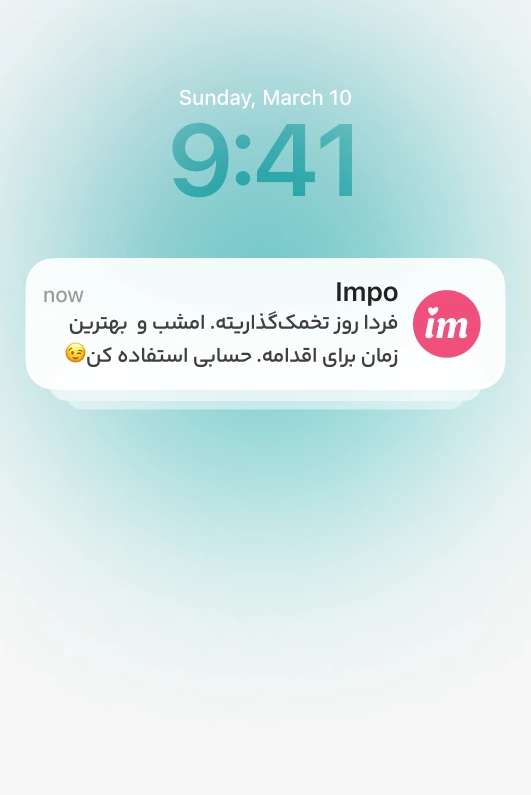 Sunday, March 10
9:41
Impo
now
فردا روز تخمک‌گذاریته. امشب و بهترین
زمان برای اقدامه. حسابی استفاده کن😉
im